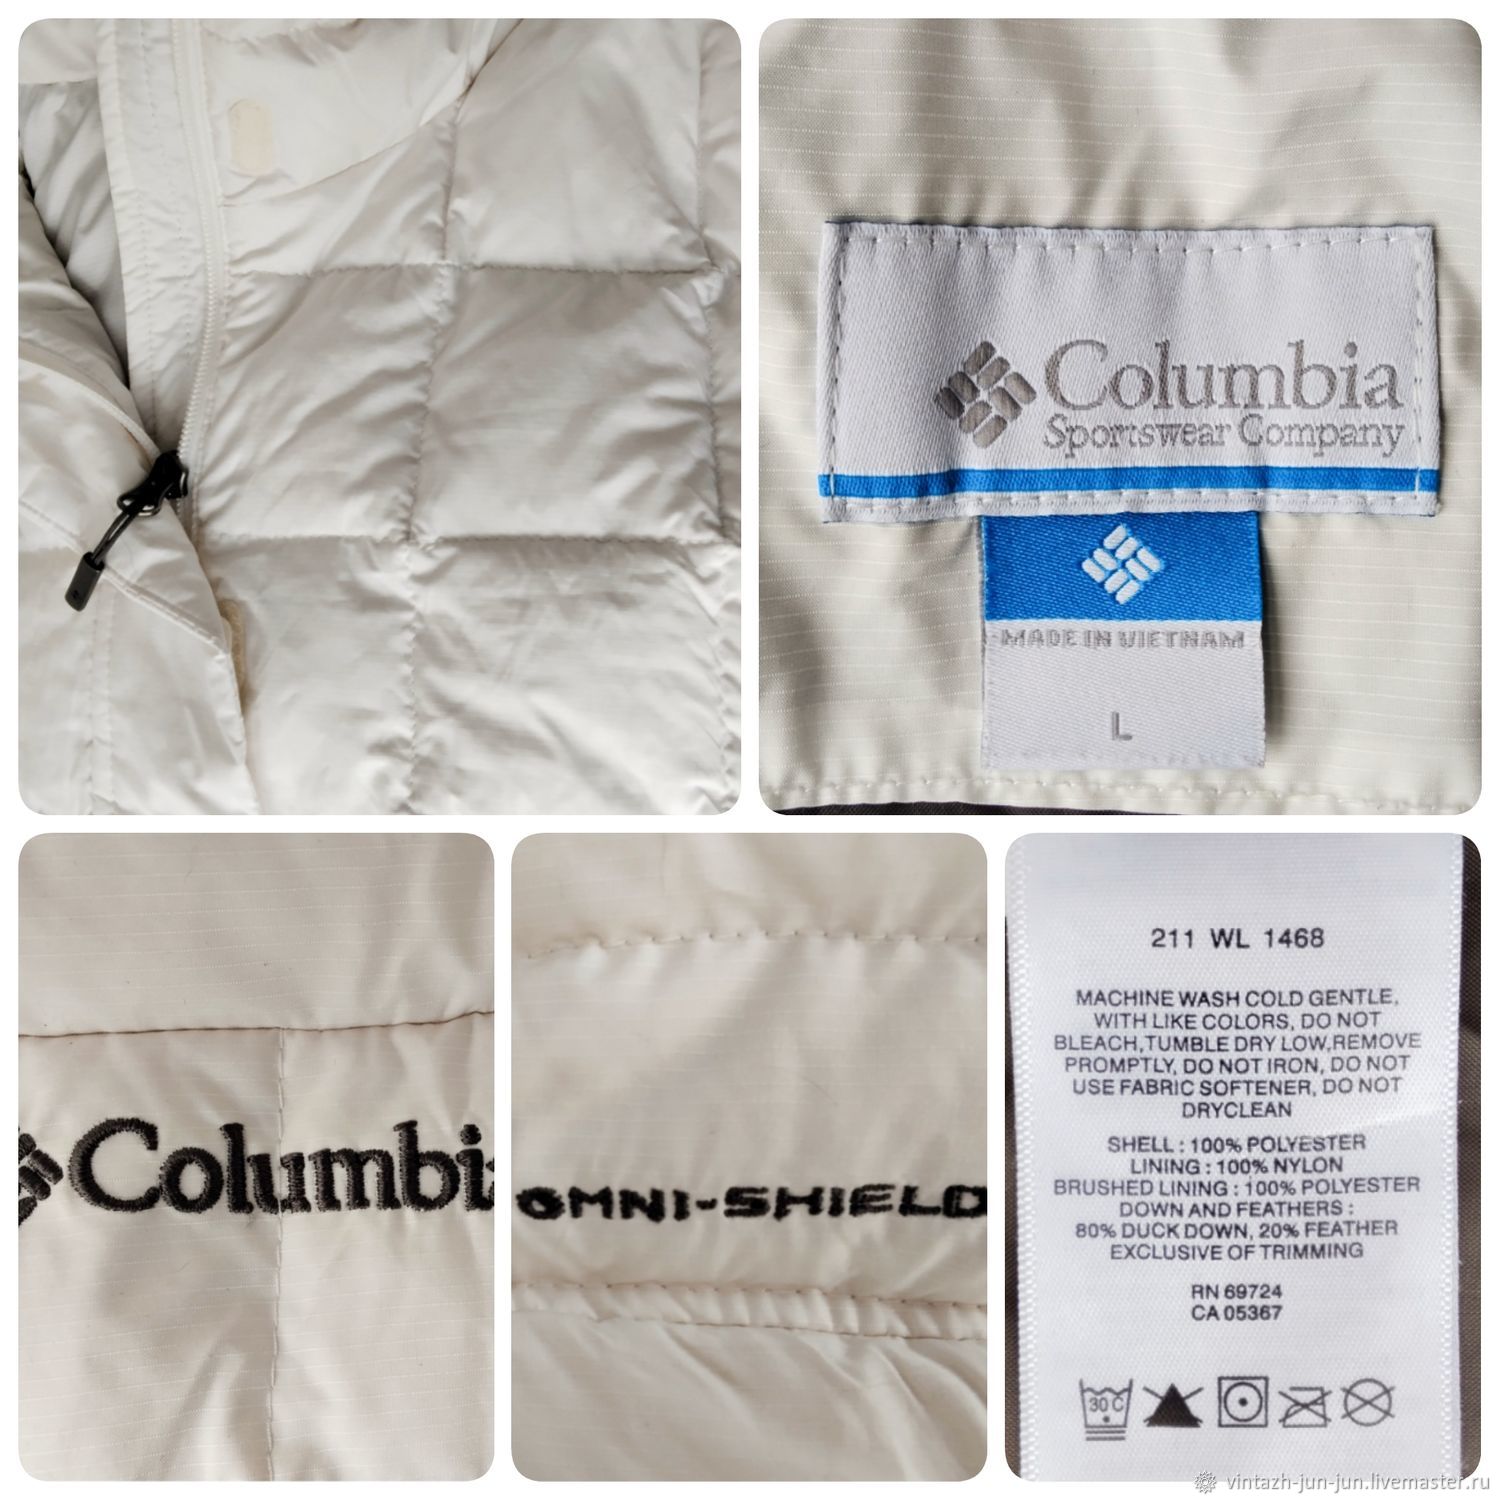 Columbia
Sportswear Company
MADE IN VIETNAM
L
Columbia
OMNI-SHIELD
211 WL 1468
MACHINE WASH COLD GENTLE,
WITH LIKE COLORS, DO NOT
BLEACH,TUMBLE DRY LOW,REMOVE
PROMPTLY, DO NOT IRON, DO NOT
USE FABRIC SOFTENER, DO NOT
DRYCLEAN
SHELL : 100% POLYESTER
LINING : 100% NYLON
BRUSHED LINING : 100% POLYESTER
DOWN AND FEATHERS :
80% DUCK DOWN, 20% FEATHER
EXCLUSIVE OF TRIMMING
RN 69724
CA 05367
30 C
vintazh-jun-jun.livemaster.ru